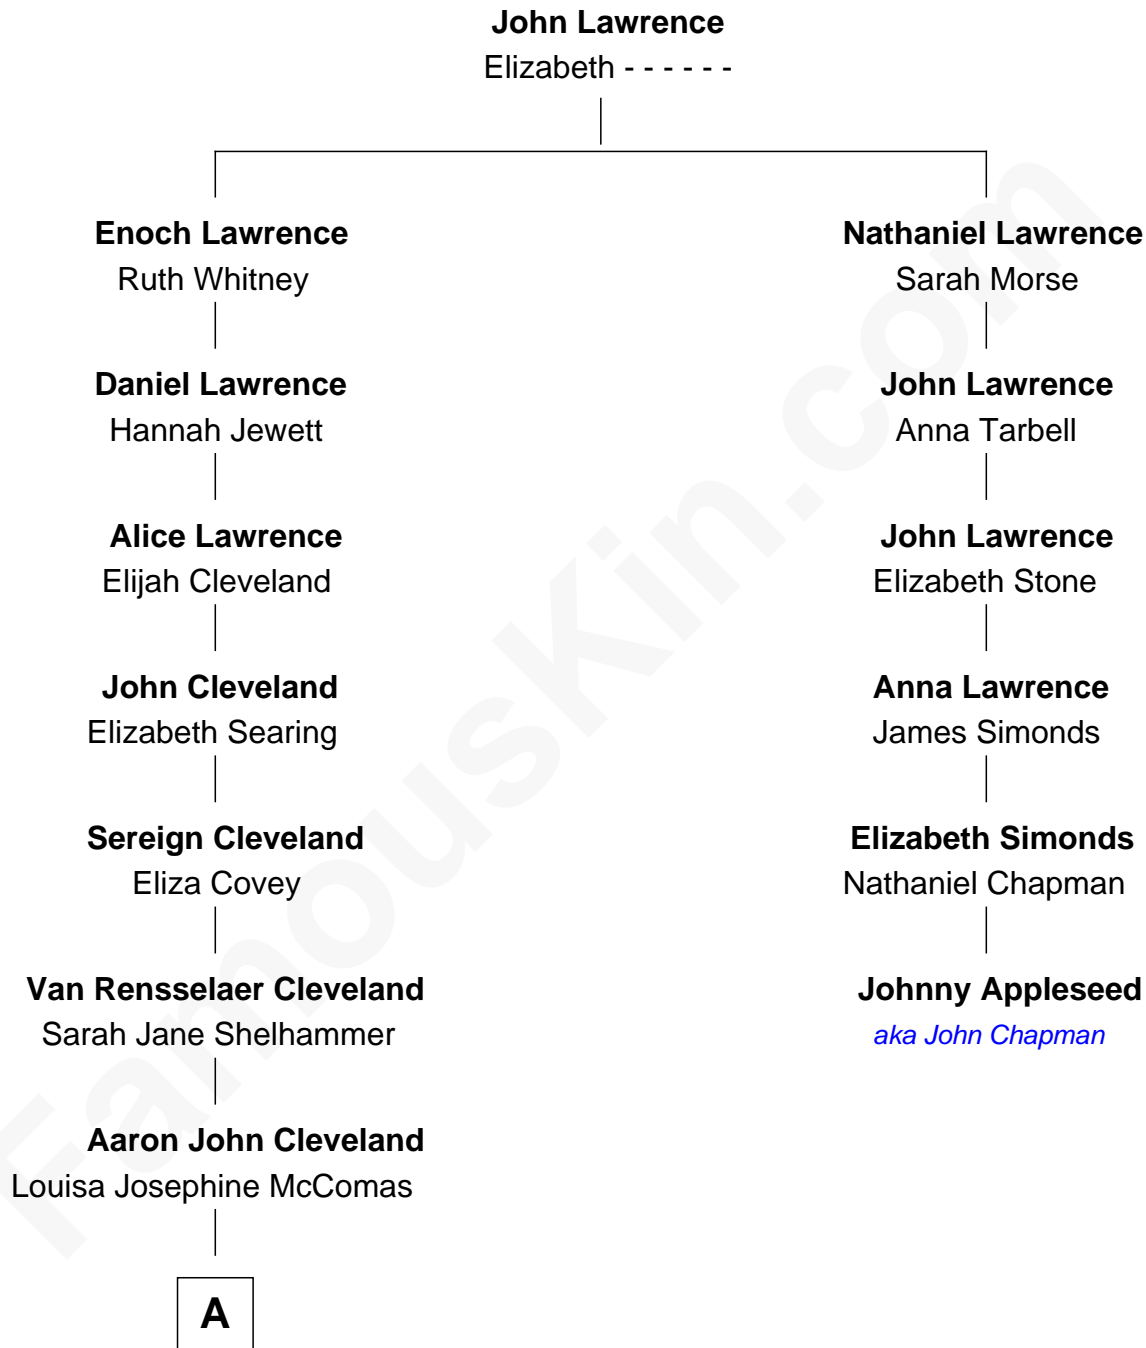 John Lawrence
Elizabeth - - - - - -
Enoch Lawrence
Ruth Whitney
Nathaniel Lawrence
Sarah Morse
Daniel Lawrence
Hannah Jewett
John Lawrence
Anna Tarbell
Alice Lawrence
Elijah Cleveland
John Lawrence
Elizabeth Stone
John Cleveland
Elizabeth Searing
Anna Lawrence
James Simonds
Sereign Cleveland
Eliza Covey
Elizabeth Simonds
Nathaniel Chapman
Van Rensselaer Cleveland
Sarah Jane Shelhammer
Johnny Appleseed
aka John Chapman
Aaron John Cleveland
Louisa Josephine McComas
A
FamousKin.com